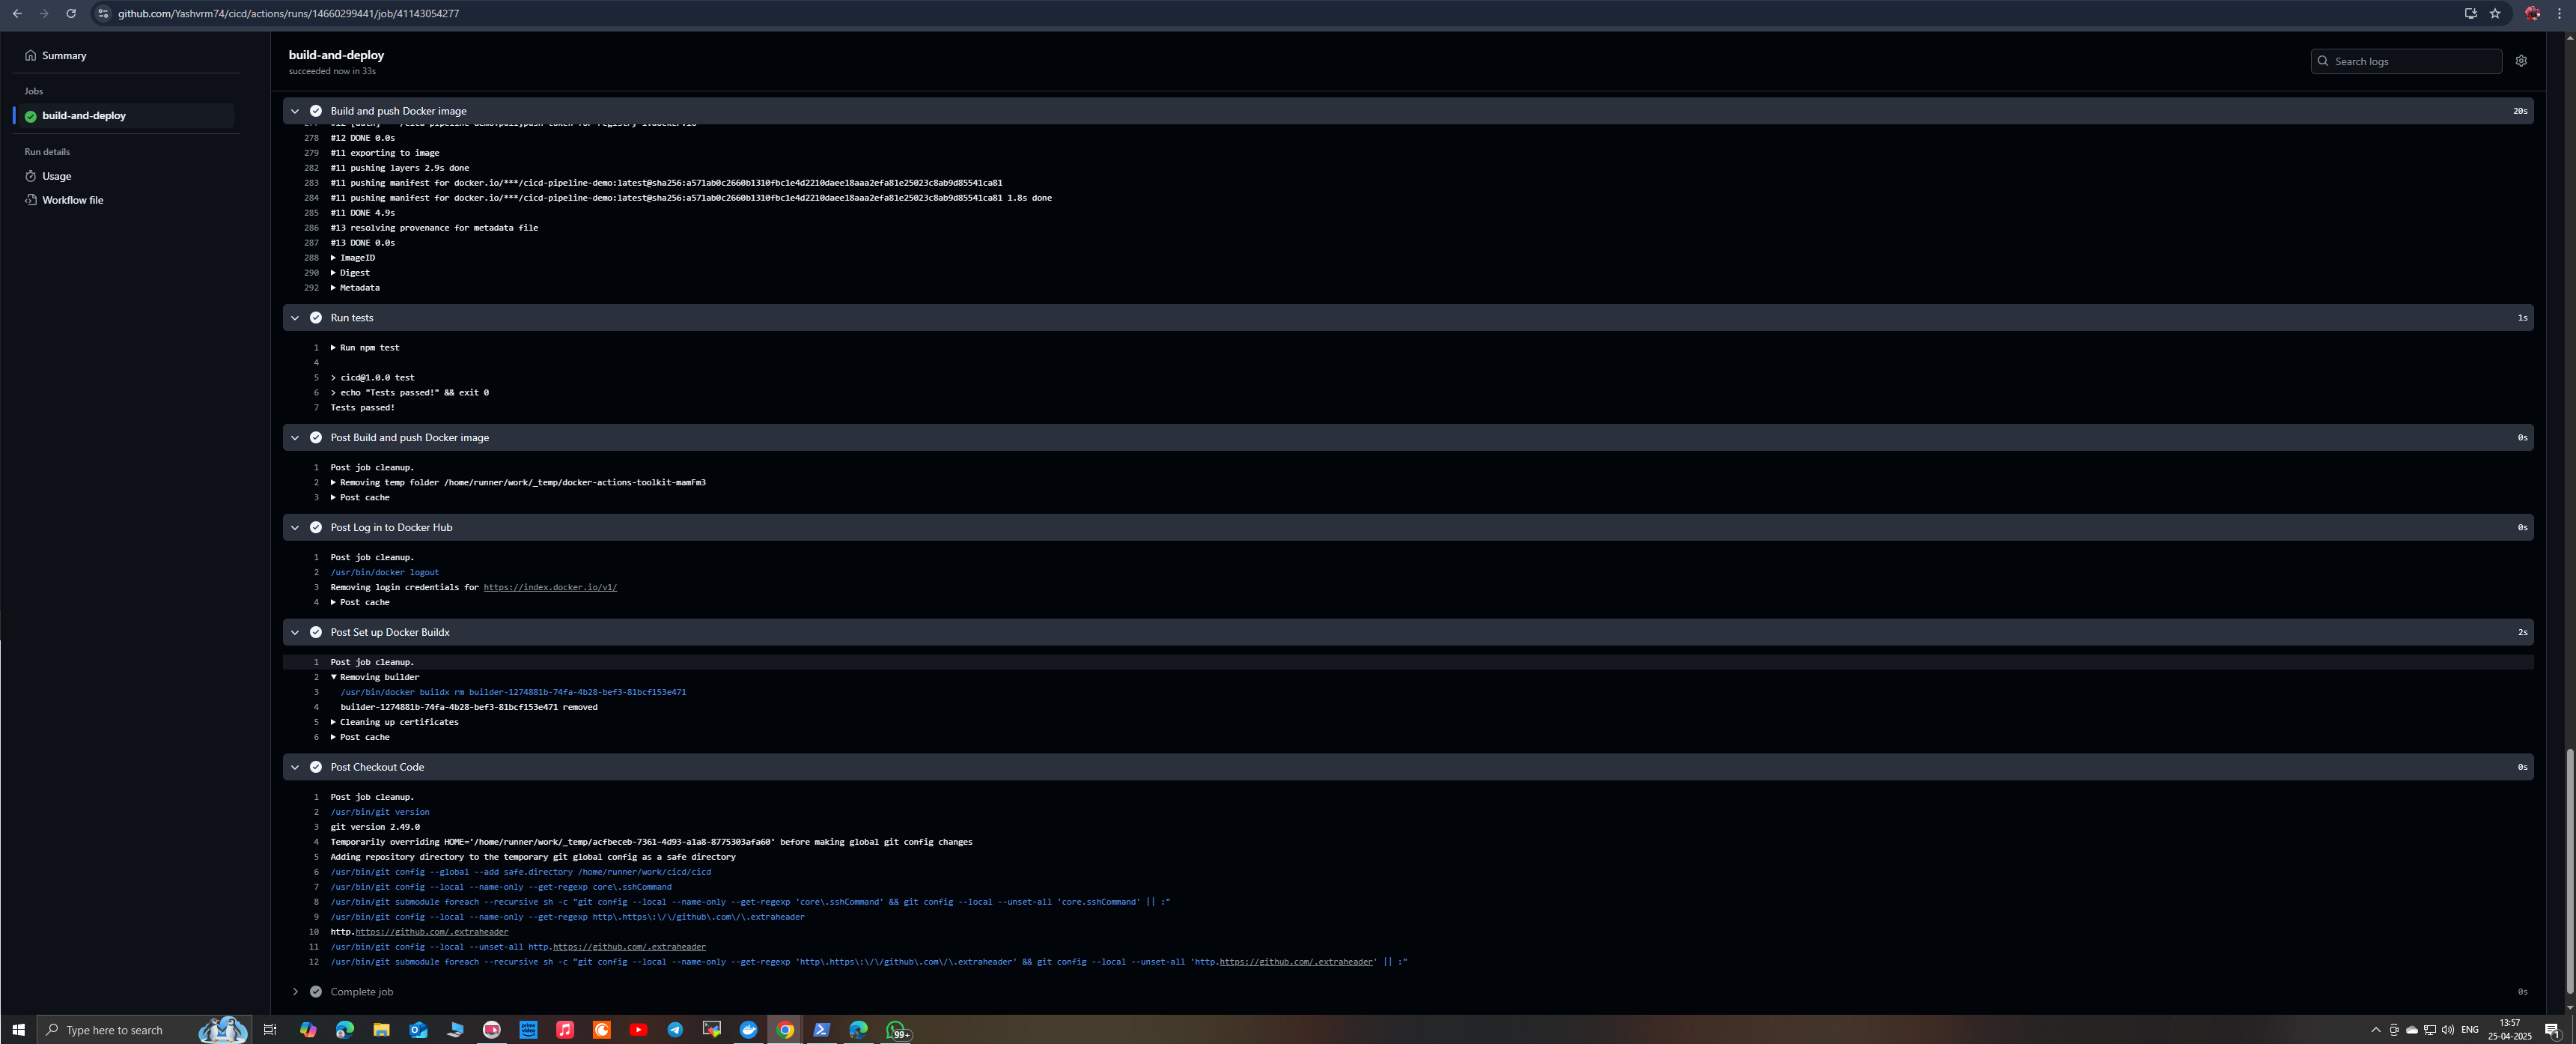 github.com/Yashvrm74/cicd/actions/runs/14660299441/job/41143054277
Summary
Jobs
build-and-deploy
Run details
Usage
Workflow file
build-and-deploy
succeeded now in 33s
Search logs
Build and push Docker image
20s
278 #12 DONE 0.0s
279 #11 exporting to image
282 #11 pushing layers 2.9s done
283 #11 pushing manifest for docker.io/***/cicd-pipeline-demo:latest@sha256:a571ab0c2660b1310fbc1e4d2210daee18aaa2efa81e25023c8ab9d85541ca81
284 #11 pushing manifest for docker.io/***/cicd-pipeline-demo:latest@sha256:a571ab0c2660b1310fbc1e4d2210daee18aaa2efa81e25023c8ab9d85541ca81 1.8s done
285 #11 DONE 4.9s
286 #13 resolving provenance for metadata file
287 #13 DONE 0.0s
288 ▶ ImageID
290 ▶ Digest
292 ▶ Metadata
Run tests
1s
1 ▶ Run npm test
4
5 > cicd@1.0.0 test
6 > echo "Tests passed!" && exit 0
7 Tests passed!
Post Build and push Docker image
0s
1 Post job cleanup.
2 ▶ Removing temp folder /home/runner/work/_temp/docker-actions-toolkit-mamFm3
3 ▶ Post cache
Post Log in to Docker Hub
0s
1 Post job cleanup.
2 /usr/bin/docker logout
3 Removing login credentials for https://index.docker.io/v1/
4 ▶ Post cache
Post Set up Docker Buildx
2s
1 Post job cleanup.
2 ▼ Removing builder
3 /usr/bin/docker buildx rm builder-1274881b-74fa-4b28-bef3-81bcf153e471
4 builder-1274881b-74fa-4b28-bef3-81bcf153e471 removed
5 ▶ Cleaning up certificates
6 ▶ Post cache
Post Checkout Code
0s
1 Post job cleanup.
2 /usr/bin/git version
3 git version 2.49.0
4 Temporarily overriding HOME='/home/runner/work/_temp/acfbeceb-7361-4d93-a1a8-8775303afa60' before making global git config changes
5 Adding repository directory to the temporary git global config as a safe directory
6 /usr/bin/git config --global --add safe.directory /home/runner/work/cicd/cicd
7 /usr/bin/git config --local --name-only --get-regexp core\.sshCommand
8 /usr/bin/git submodule foreach --recursive sh -c "git config --local --name-only --get-regexp 'core\.sshCommand' && git config --local --unset-all 'core.sshCommand' || :"
9 /usr/bin/git config --local --name-only --get-regexp http\.https\:\/\/github\.com\/\.extraheader
10 http.https://github.com/.extraheader
11 /usr/bin/git config --local --unset-all http.https://github.com/.extraheader
12 /usr/bin/git submodule foreach --recursive sh -c "git config --local --name-only --get-regexp 'http\.https\:\/\/github\.com\/\.extraheader' && git config --local --unset-all 'http.https://github.com/.extraheader' || :"
Complete job
0s
Type here to search
prime video
99+
ENG
13:57
25-04-2025
1